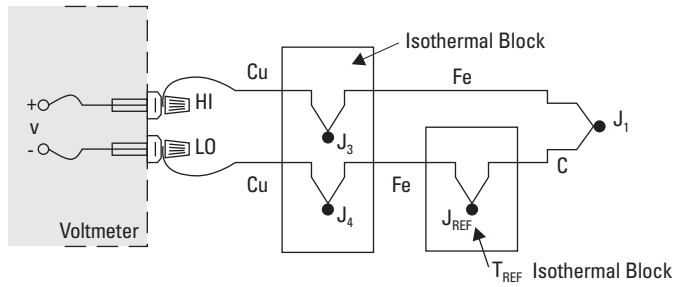 Isothermal Block
Cu
Fe
+
HI
J1
V
J3
-
LO
Cu
Fe
C
J4
JREF
Voltmeter
TREF Isothermal Block